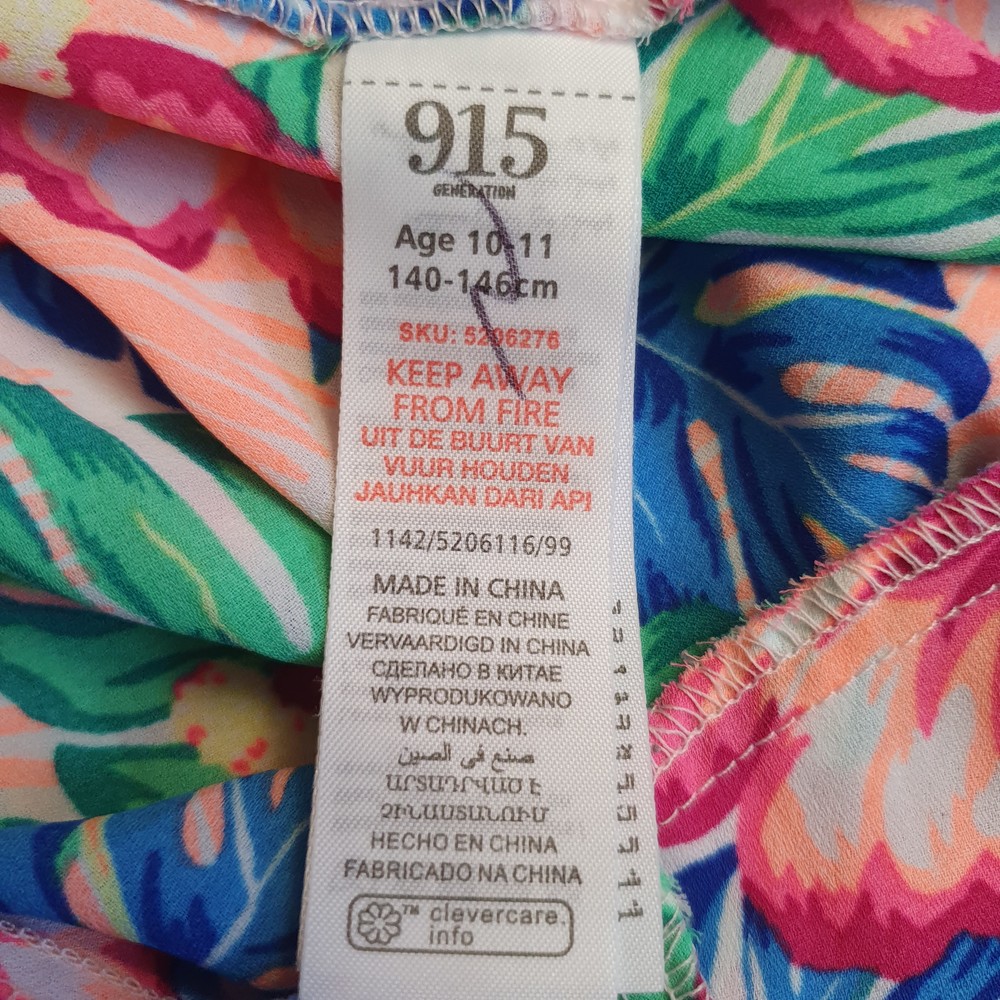 915
GENERATION
Age 10-11
140-146cm
SKU: 5296276
KEEP AWAY
FROM FIRE
UIT DE BUURT VAN
VUUR HOUDEN
JAUHKAN DARI API
1142/5206116/99
MADE IN CHINA
FABRIQUÉ EN CHINE
VERVAARDIGD IN CHINA
СДЕЛАНО В КИТАЕ
WYPRODUKOWANO
W CHINACH.
صنع في الصين
ԱՐՏԱԴՐՎԱԾ Է
ՉԻՆԱՍՏԱՆՈՒՄ
HECHO EN CHINA
FABRICADO NA CHINA
™ clevercare.
info